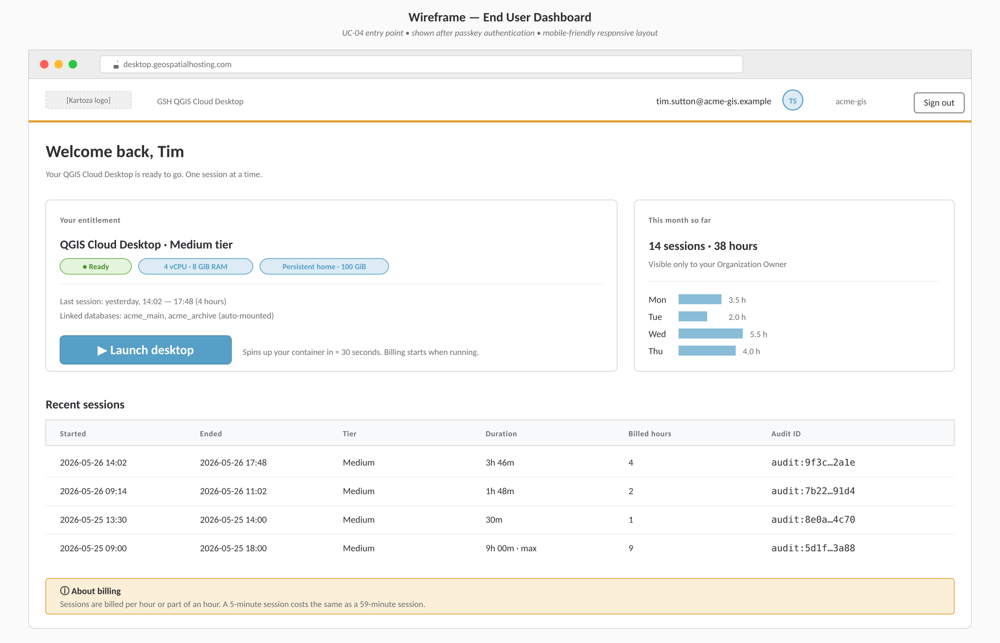 Wireframe — End User Dashboard
UC-04 entry point • shown after passkey authentication • mobile-friendly responsive layout
desktop.geospatialhosting.com
[Kartoza logo]
GSH QGIS Cloud Desktop
tim.sutton@acme-gis.example
TS
acme-gis
Sign out
Welcome back, Tim
Your QGIS Cloud Desktop is ready to go. One session at a time.
Your entitlement
QGIS Cloud Desktop · Medium tier
● Ready
4 vCPU · 8 GiB RAM
Persistent home · 100 GiB
Last session: yesterday, 14:02 — 17:48 (4 hours)
Linked databases: acme_main, acme_archive (auto-mounted)
▶ Launch desktop
Spins up your container in ≈ 30 seconds. Billing starts when running.
This month so far
14 sessions · 38 hours
Visible only to your Organization Owner
Mon 3.5 h
Tue 2.0 h
Wed 5.5 h
Thu 4.0 h
Recent sessions
Started Ended Tier Duration Billed hours Audit ID
2026-05-26 14:02 2026-05-26 17:48 Medium 3h 46m 4 audit:9f3c…2a1e
2026-05-26 09:14 2026-05-26 11:02 Medium 1h 48m 2 audit:7b22…91d4
2026-05-25 13:30 2026-05-25 14:00 Medium 30m 1 audit:8e0a…4c70
2026-05-25 09:00 2026-05-25 18:00 Medium 9h 00m · max 9 audit:5d1f…3a88
ⓘ About billing
Sessions are billed per hour or part of an hour. A 5-minute session costs the same as a 59-minute session.